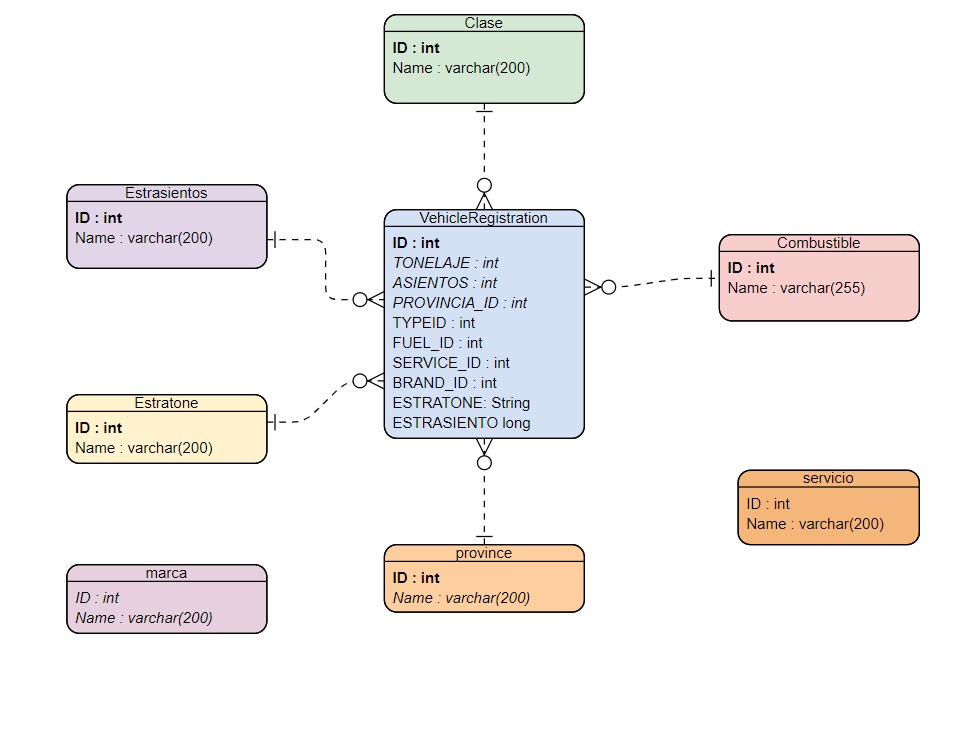 Clase
ID : int
Name : varchar(200)
Estrasientos
ID : int
Name : varchar(200)
VehicleRegistration
ID : int
TONELAJE : int
ASIENTOS : int
PROVINCIA_ID : int
TYPEID : int
FUEL_ID : int
SERVICE_ID : int
BRAND_ID : int
ESTRATONE: String
ESTRASIENTO long
Combustible
ID : int
Name : varchar(255)
Estratone
ID : int
Name : varchar(200)
servicio
ID : int
Name : varchar(200)
marca
ID : int
Name : varchar(200)
province
ID : int
Name : varchar(200)